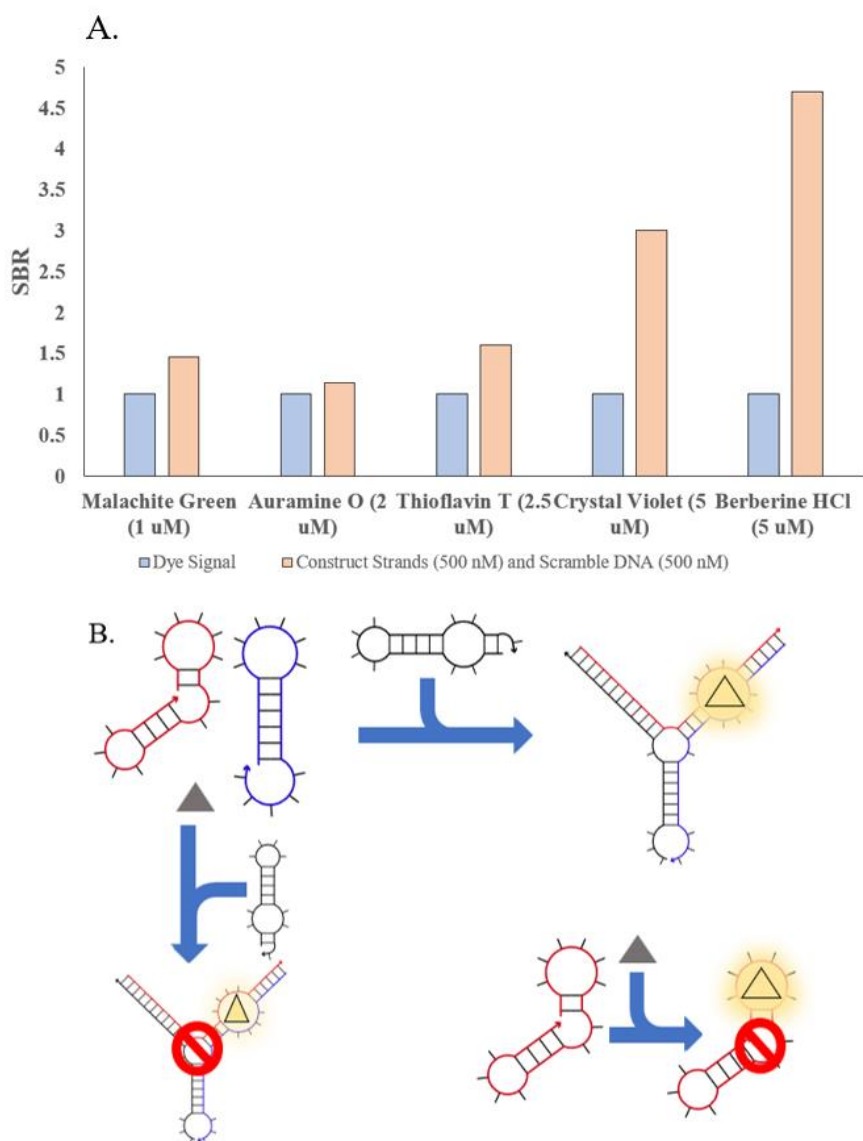 A.
5
4.5
4
3.5
3
2.5
2
1.5
1
0.5
0
SBR
Malachite Green Auramine O (2 Thioflavin T (2.5 Crystal Violet (5 Berberine HCl
(1 uM) uM) uM) uM) (5 uM)
Dye Signal Construct Strands (500 nM) and Scramble DNA (500 nM)
B.